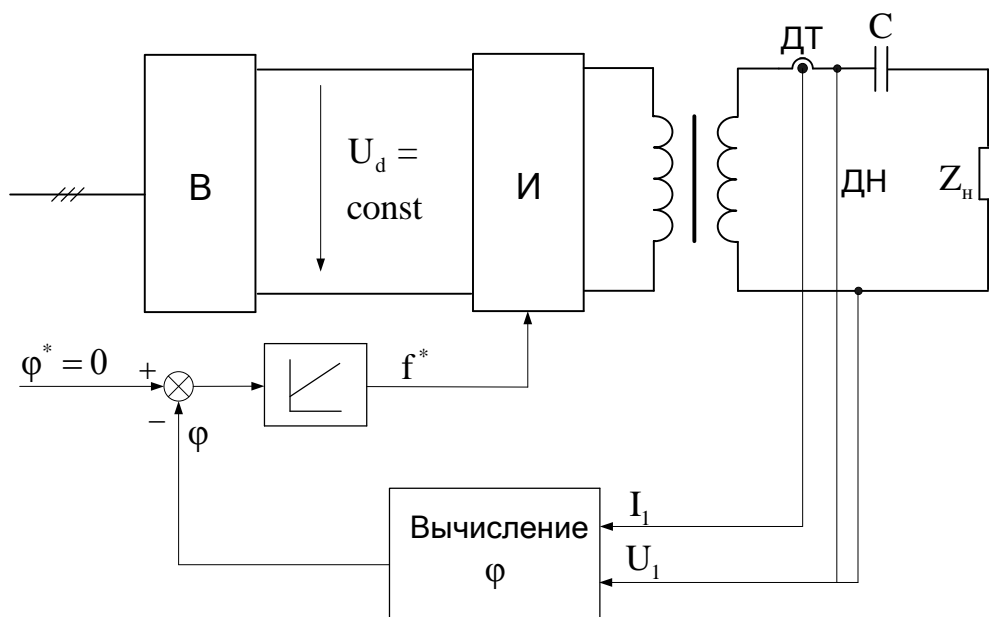 ДТ
C
В
U_d =
const
И
ДН
Z_н
φ* = 0
+
−
φ
f*
I_1
U_1
Вычисление
φ